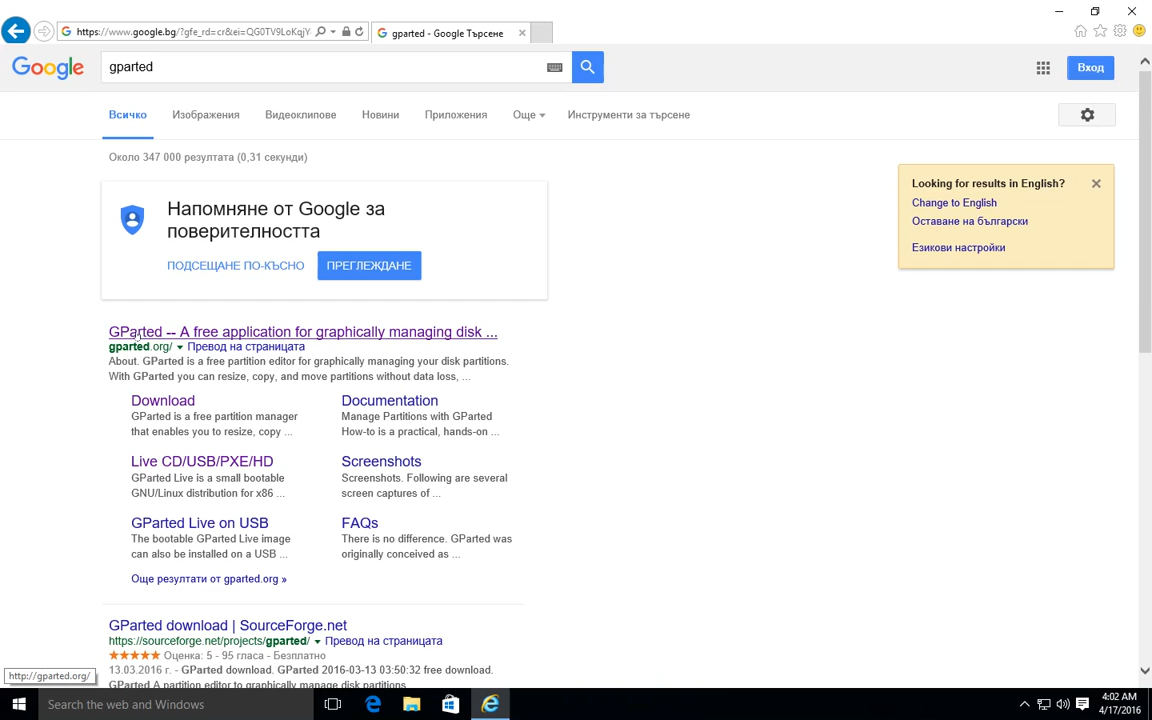 https://www.google.bg/?gfe_rd=cr&ei=QG0TV9LoKqjY
gparted - Google Търсене
Google
gparted
Вход
Всичко
Изображения
Видеоклипове
Новини
Приложения
Още
Инструменти за търсене
Около 347 000 резултата (0,31 секунди)
Напомняне от Google за
поверителността
ПОДСЕЩАНЕ ПО-КЪСНО
ПРЕГЛЕЖДАНЕ
Looking for results in English?
Change to English
Оставане на български
Езикови настройки
GParted -- A free application for graphically managing disk ...
gparted.org/ Превод на страницата
About. GParted is a free partition editor for graphically managing your disk partitions.
With GParted you can resize, copy, and move partitions without data loss, ...
Download
GParted is a free partition manager
that enables you to resize, copy ...
Documentation
Manage Partitions with GParted
How-to is a practical, hands-on ...
Live CD/USB/PXE/HD
GParted Live is a small bootable
GNU/Linux distribution for x86 ...
Screenshots
Screenshots. Following are several
screen captures of ...
GParted Live on USB
The bootable GParted Live image
can also be installed on a USB ...
FAQs
There is no difference. GParted was
originally conceived as ...
Още резултати от gparted.org »
GParted download | SourceForge.net
https://sourceforge.net/projects/gparted/ Превод на страницата
Оценка: 5 - 95 гласа - Безплатно
13.03.2016 г. - GParted download. GParted 2016-03-13 03:50:32 free download.
GParted A partition editor to graphically manage disk partitions
http://gparted.org/
Search the web and Windows
4:02 AM
4/17/2016